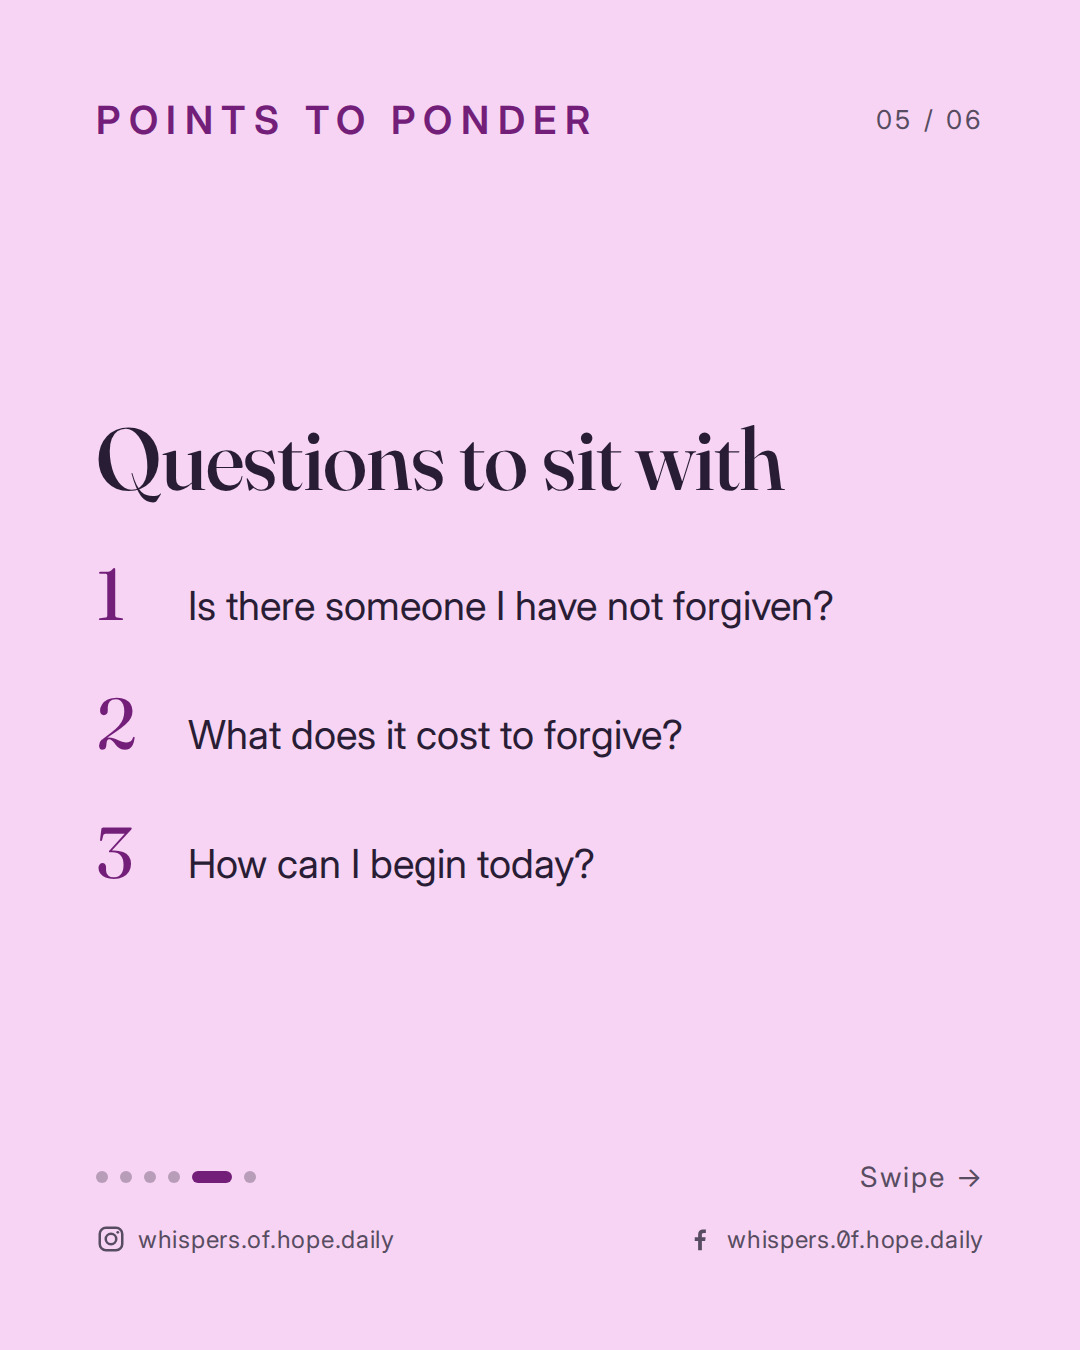 POINTS TO PONDER
05 / 06
Questions to sit with
1 Is there someone I have not forgiven?
2 What does it cost to forgive?
3 How can I begin today?
Swipe →
whispers.of.hope.daily
whispers.0f.hope.daily